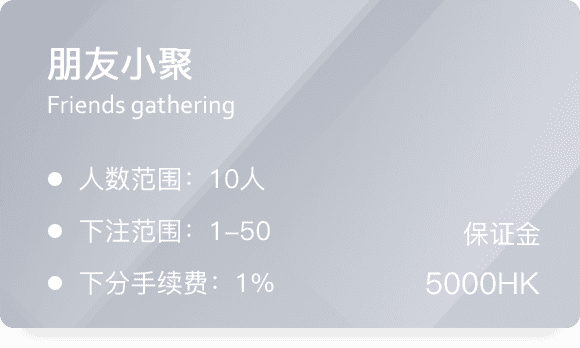 朋友小聚
Friends gathering
人数范围：10人
下注范围：1-50
保证金
下分手续费：1%
5000HK